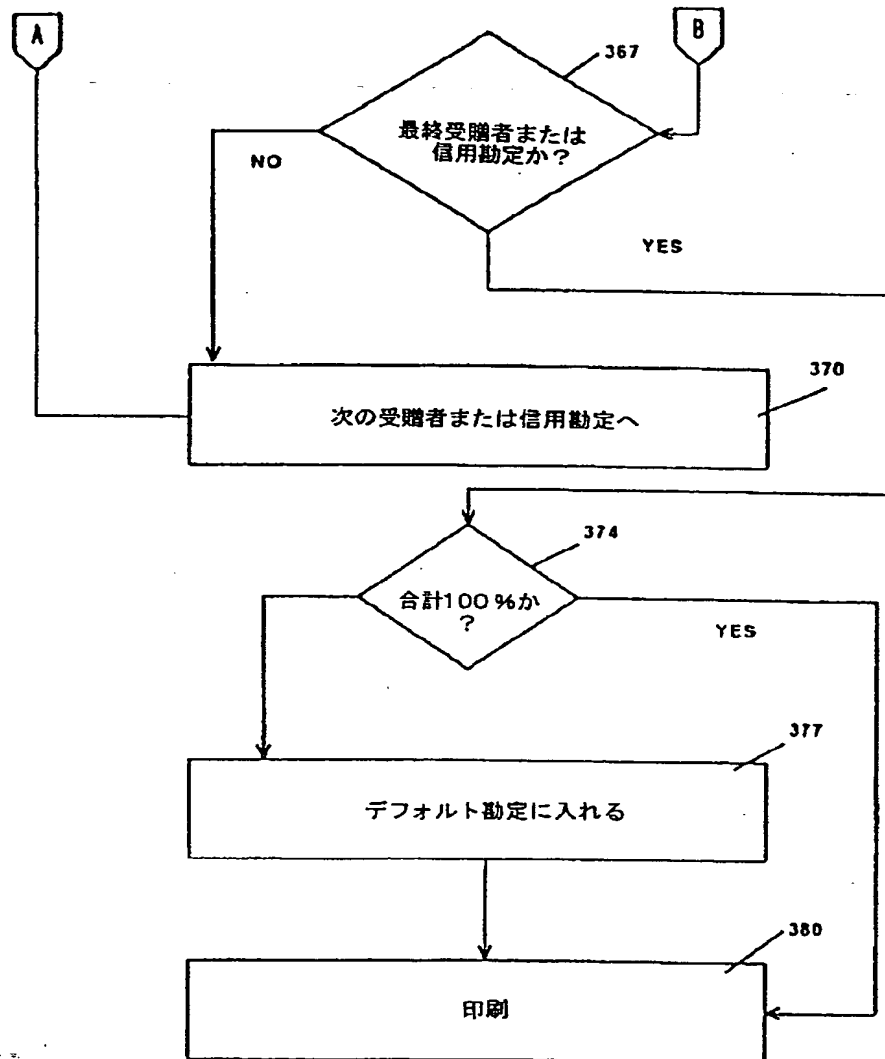 A
B
367
最終受贈者または
信用勘定か？
NO
YES
370
次の受贈者または信用勘定へ
374
合計100％か
？
YES
377
デフォルト勘定に入れる
380
印刷